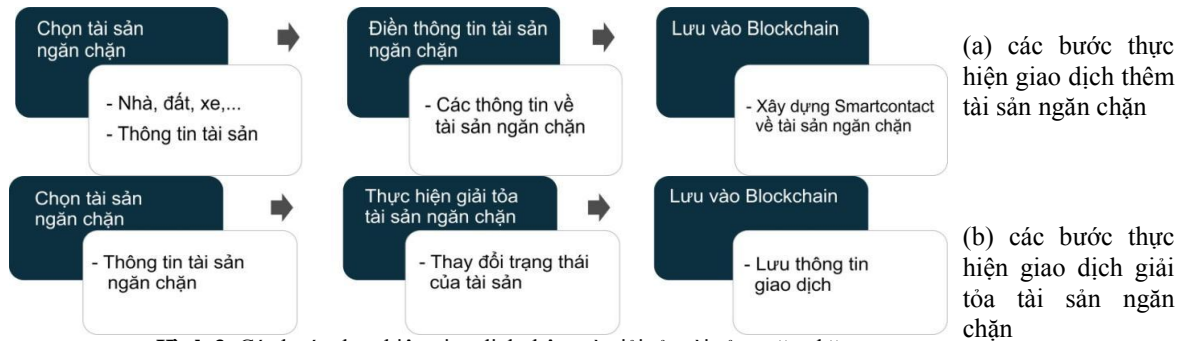 Chọn tài sản
ngăn chặn
- Nhà, đất, xe,...
- Thông tin tài sản
Điền thông tin tài sản
ngăn chặn
- Các thông tin về
tài sản ngăn chặn
Lưu vào Blockchain
- Xây dựng Smartcontact
về tài sản ngăn chặn
(a) các bước thực
hiện giao dịch thêm
tài sản ngăn chặn
Chọn tài sản
ngăn chặn
- Thông tin tài sản
ngăn chặn
Thực hiện giải tỏa
tài sản ngăn chặn
- Thay đổi trạng thái
của tài sản
Lưu vào Blockchain
- Lưu thông tin
giao dịch
(b) các bước thực
hiện giao dịch giải
tỏa tài sản ngăn
chặn